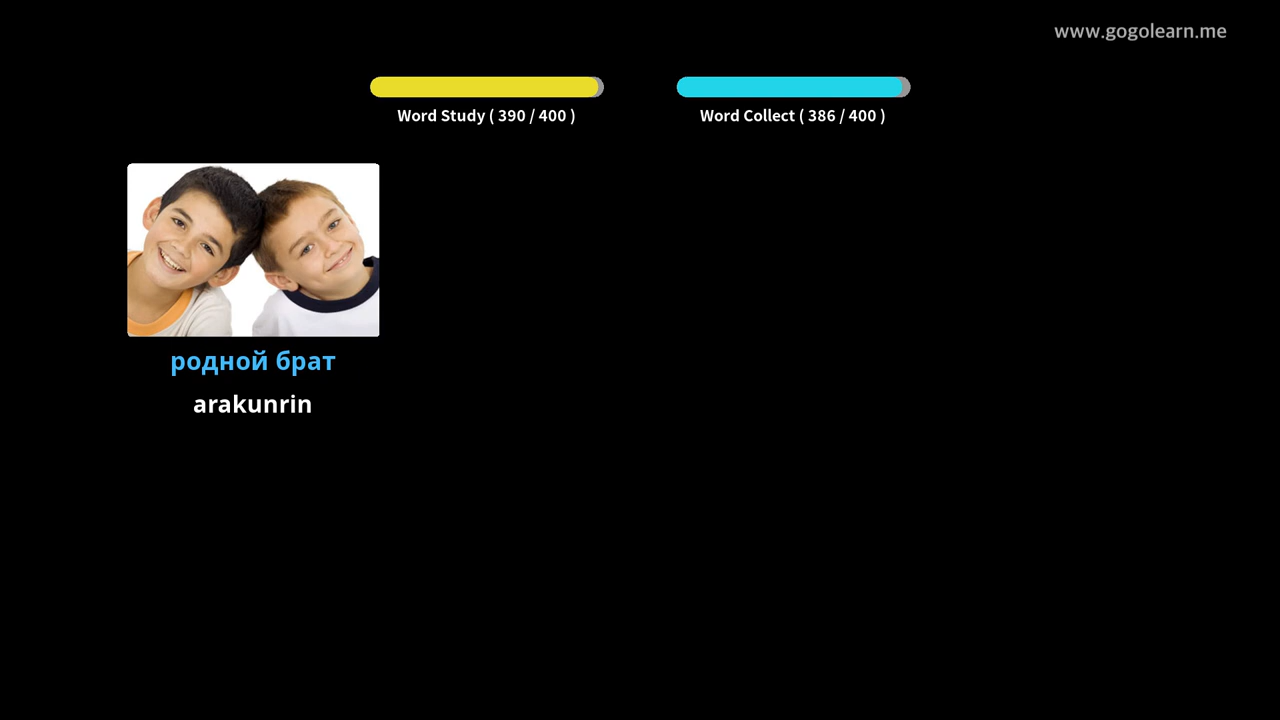 www.gogolearn.me
Word Study ( 390 / 400 )
Word Collect ( 386 / 400 )
родной брат
arakunrin